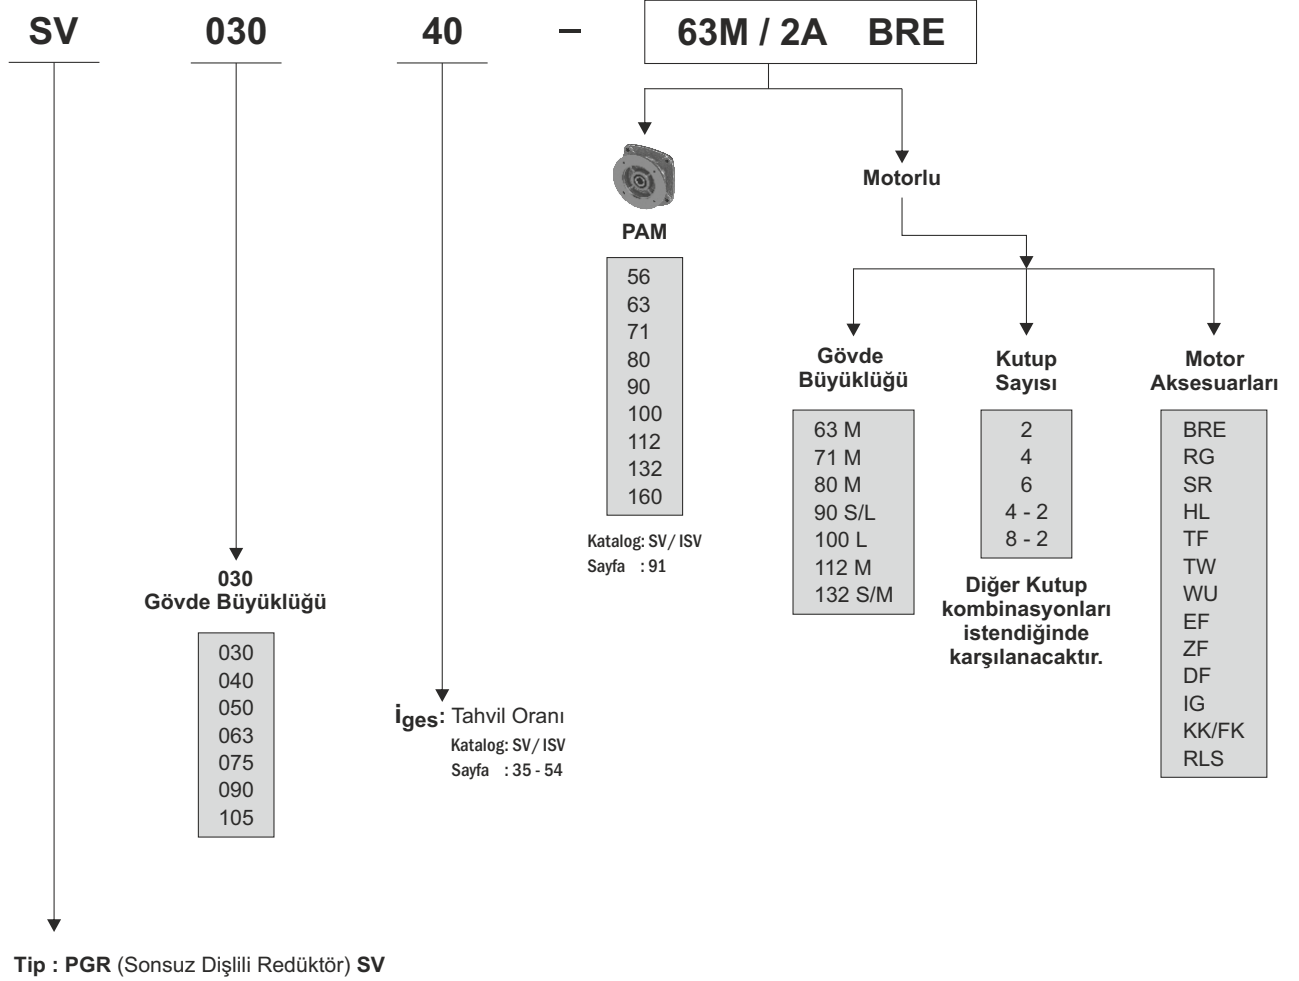 SV 030 40 – 63M / 2A BRE
PAM
56
63
71
80
90
100
112
132
160
Katalog: SV/ ISV
Sayfa : 91
Motorlu
Gövde
Büyüklüğü
63 M
71 M
80 M
90 S/L
100 L
112 M
132 S/M
Kutup
Sayısı
2
4
6
4 - 2
8 - 2
Diğer Kutup
kombinasyonları
istendiğinde
karşılanacaktır.
Motor
Aksesuarları
BRE
RG
SR
HL
TF
TW
WU
EF
ZF
DF
IG
KK/FK
RLS
030
Gövde Büyüklüğü
030
040
050
063
075
090
105
İges: Tahvil Oranı
Katalog: SV/ ISV
Sayfa : 35 - 54
Tip : PGR (Sonsuz Dişlili Redüktör) SV